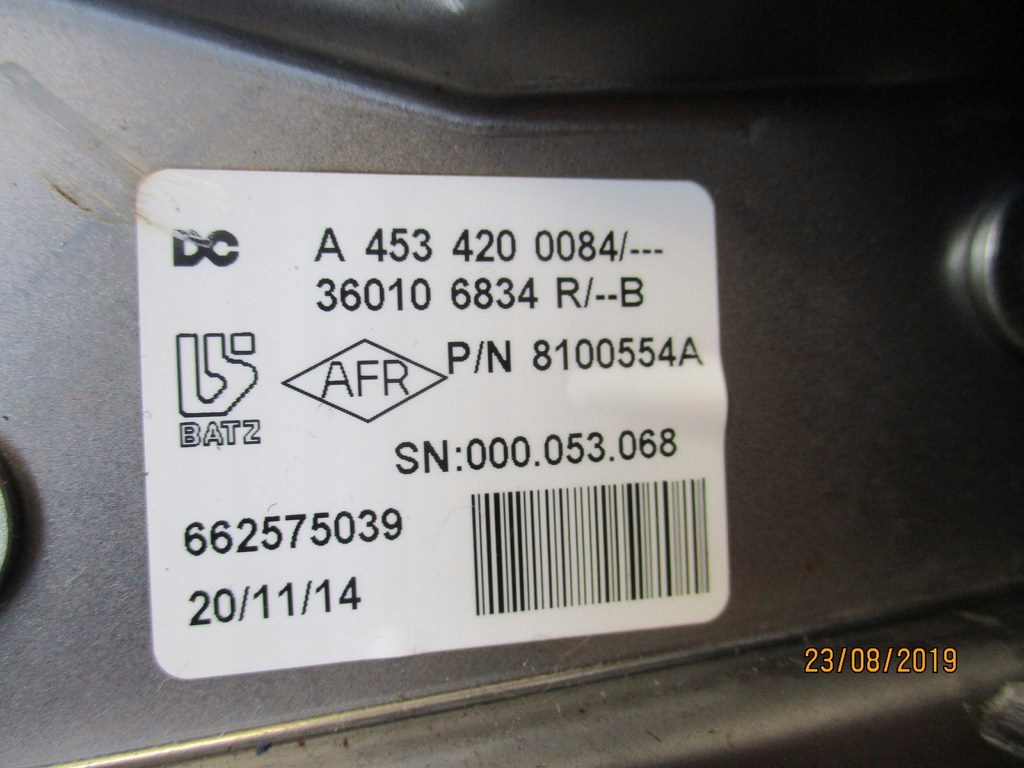 DC A 453 420 0084/---
36010 6834 R/--B
AFR P/N 8100554A
BATZ
SN:000.053.068
662575039
20/11/14
23/08/2019